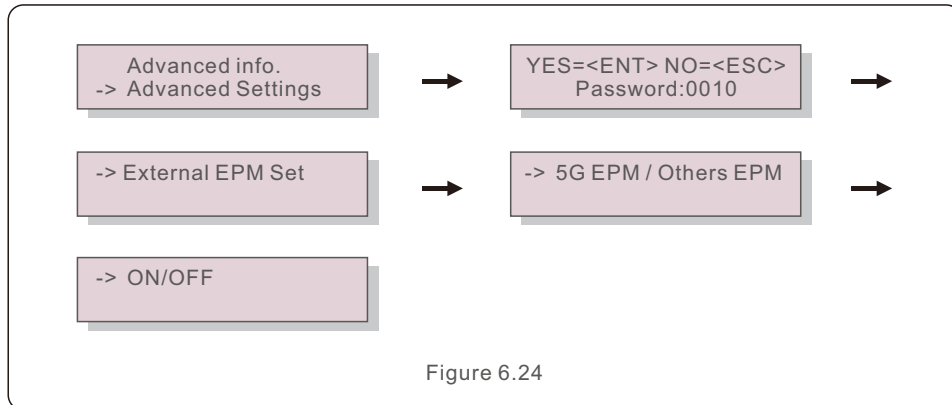 Advanced info.
-> Advanced Settings
YES=<ENT> NO=<ESC>
Password:0010
-> External EPM Set
-> 5G EPM / Others EPM
-> ON/OFF
Figure 6.24